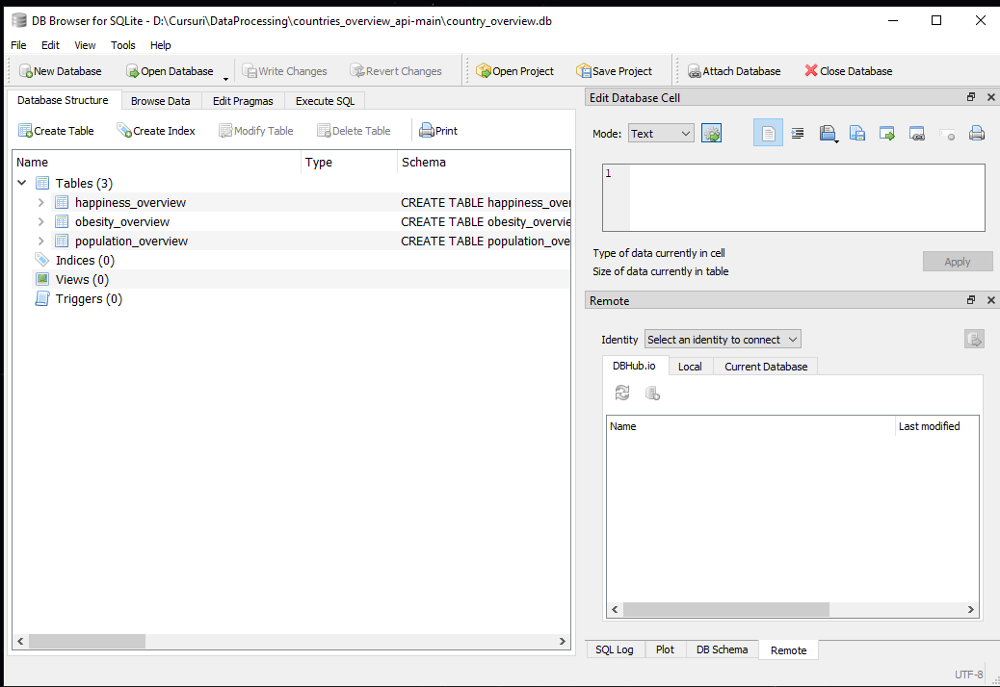 DB Browser for SQLite - D:\Cursuri\DataProcessing\countries_overview_api-main\country_overview.db
File Edit View Tools Help
New Database Open Database Write Changes Revert Changes Open Project Save Project Attach Database Close Database
Database Structure Browse Data Edit Pragmas Execute SQL
Create Table Create Index Modify Table Delete Table Print
Name Type Schema
Tables (3)
happiness_overview CREATE TABLE happiness_over
obesity_overview CREATE TABLE obesity_overvie
population_overview CREATE TABLE population_ove
Indices (0)
Views (0)
Triggers (0)
Edit Database Cell
Mode: Text
1
Type of data currently in cell
Size of data currently in table
Apply
Remote
Identity Select an identity to connect
DBHub.io Local Current Database
Name Last modified
SQL Log Plot DB Schema Remote
UTF-8